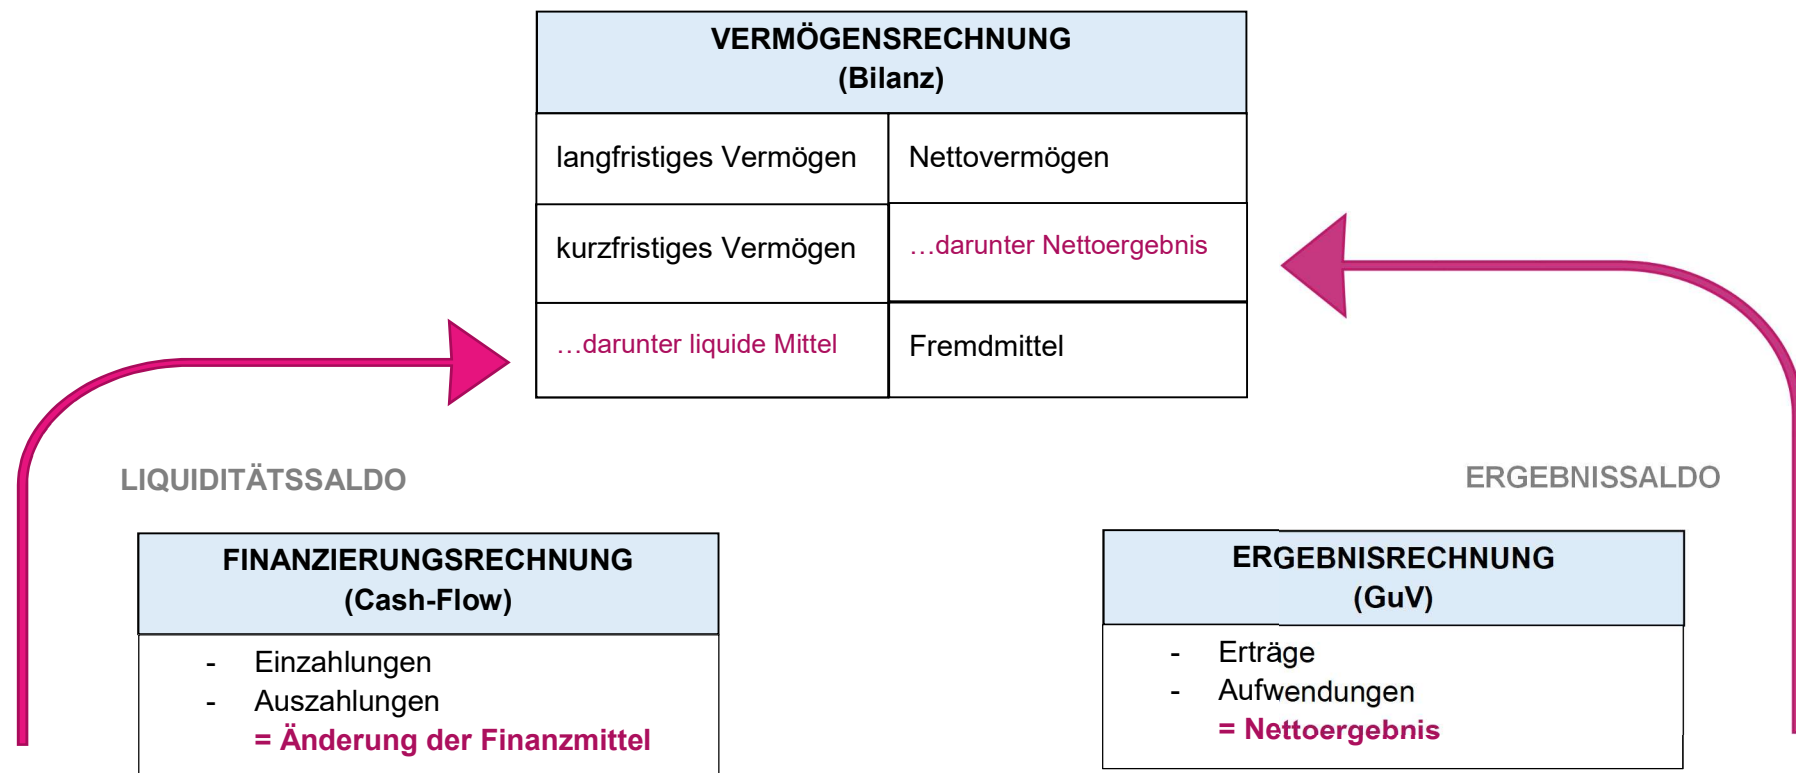 VERMÖGENSRECHNUNG
(Bilanz)
langfristiges Vermögen
Nettovermögen
kurzfristiges Vermögen
…darunter Nettoergebnis
…darunter liquide Mittel
Fremdmittel
LIQUIDITÄTSSALDO
ERGEBNISSALDO
FINANZIERUNGSRECHNUNG
(Cash-Flow)
- Einzahlungen
- Auszahlungen
= Änderung der Finanzmittel
ERGEBNISRECHNUNG
(GuV)
- Erträge
- Aufwendungen
= Nettoergebnis